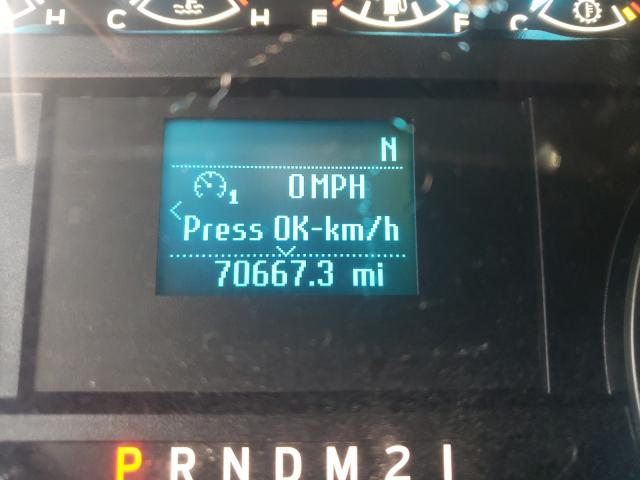 H C H F F C H
N
1 0 MPH
Press OK-km/h
70667.3 mi
P R N D M 2 1